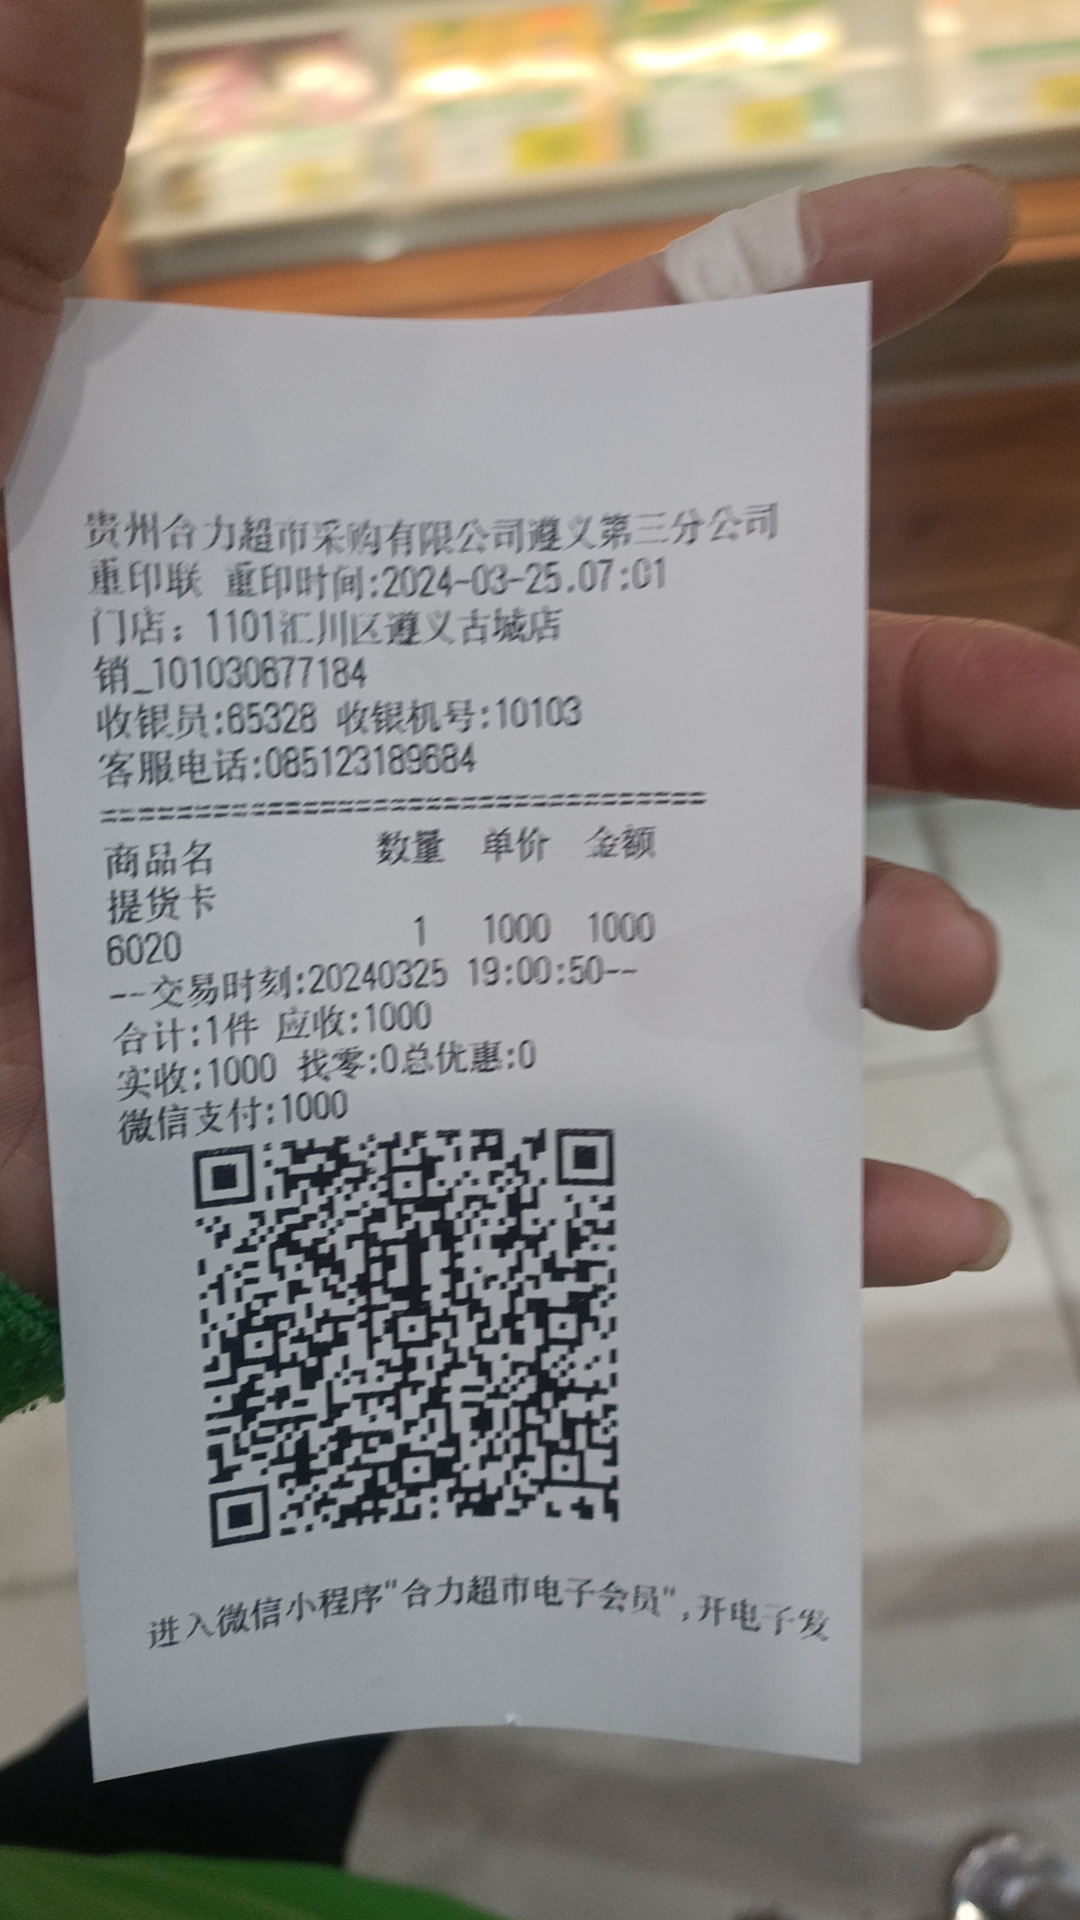 贵州合力超市采购有限公司遵义第三分公司
重印联 重印时间:2024-03-25.07:01
门店：1101汇川区遵义古城店
销_101030677184
收银员:65328 收银机号:10103
客服电话:085123189684
================================
商品名 数量 单价 金额
提货卡
6020 1 1000 1000
--交易时刻:20240325 19:00:50--
合计:1件 应收:1000
实收:1000 找零:0总优惠:0
微信支付:1000
进入微信小程序"合力超市电子会员",开电子发